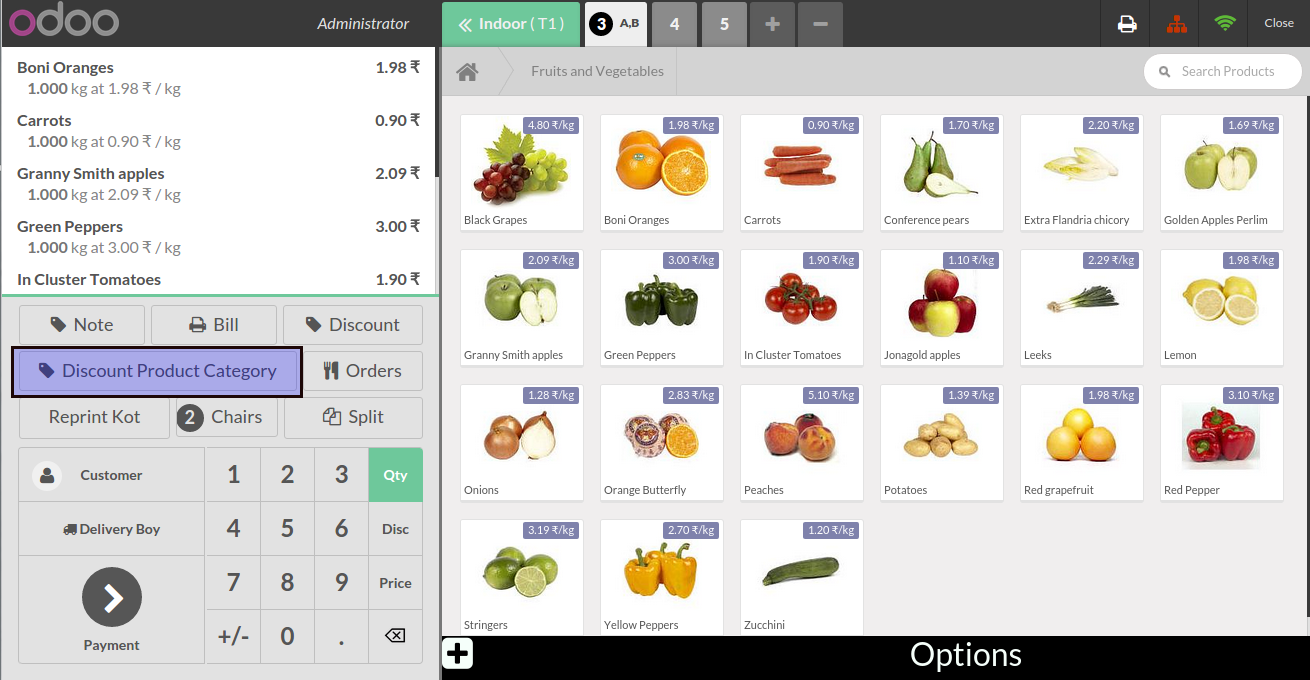 odoo
Administrator
Indoor ( T1 )
3 A,B
4
5
+
−
Close
Boni Oranges 1.98 ₹
1.000 kg at 1.98 ₹ / kg
Carrots 0.90 ₹
1.000 kg at 0.90 ₹ / kg
Granny Smith apples 2.09 ₹
1.000 kg at 2.09 ₹ / kg
Green Peppers 3.00 ₹
1.000 kg at 3.00 ₹ / kg
In Cluster Tomatoes 1.90 ₹
Note
Bill
Discount
Discount Product Category
Orders
Reprint Kot
2 Chairs
Split
Customer
1 2 3 Qty
Delivery Boy
4 5 6 Disc
7 8 9 Price
Payment
+/- 0 .
Fruits and Vegetables
Search Products
4.80 ₹/kg
Black Grapes
1.98 ₹/kg
Boni Oranges
0.90 ₹/kg
Carrots
1.70 ₹/kg
Conference pears
2.20 ₹/kg
Extra Flandria chicory
1.69 ₹/kg
Golden Apples Perlim
2.09 ₹/kg
Granny Smith apples
3.00 ₹/kg
Green Peppers
1.90 ₹/kg
In Cluster Tomatoes
1.10 ₹/kg
Jonagold apples
2.29 ₹/kg
Leeks
1.98 ₹/kg
Lemon
1.28 ₹/kg
Onions
2.83 ₹/kg
Orange Butterfly
5.10 ₹/kg
Peaches
1.39 ₹/kg
Potatoes
1.98 ₹/kg
Red grapefruit
3.10 ₹/kg
Red Pepper
3.19 ₹/kg
Stringers
2.70 ₹/kg
Yellow Peppers
1.20 ₹/kg
Zucchini
Options